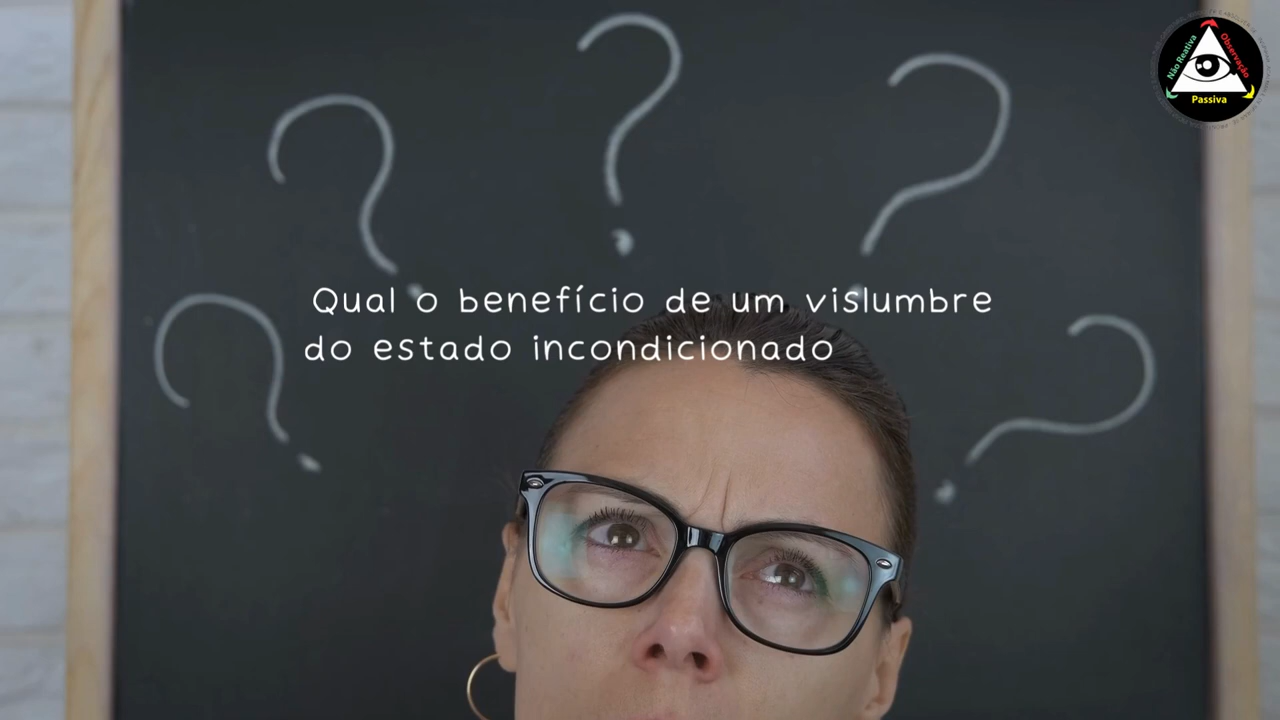 Não Reativa
Observação
Passiva
Qual o benefício de um vislumbre
do estado incondicionado
? ? ? ? ?